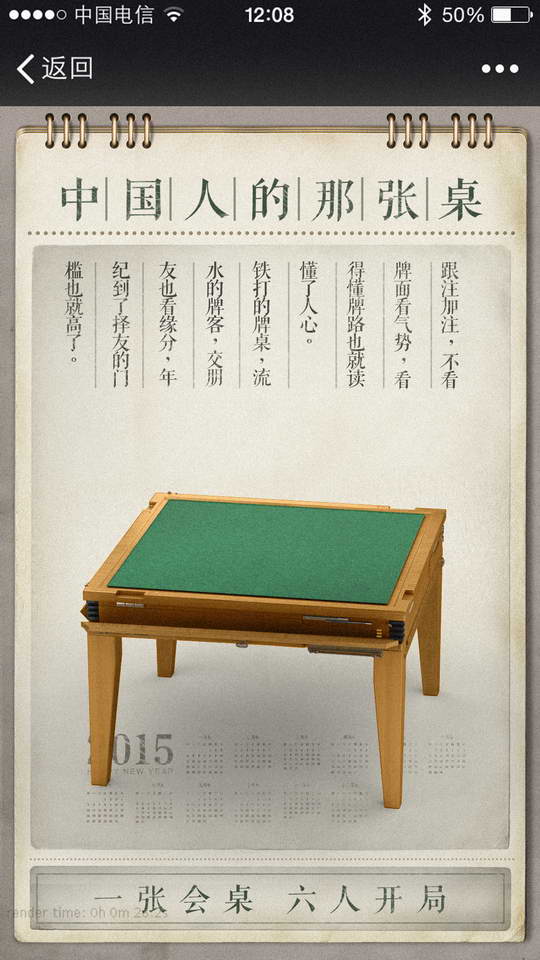 中国电信
12:08
50%
返回
中国人的那张桌
跟注加注，不看
牌面看气势，看
得懂牌路也就读
懂了人心。
铁打的牌桌，流
水的牌客，交朋
友也看缘分，年
纪到了择友的门
槛也就高了。
2015
NEW YEAR
一张会桌 六人开局
render time: 0h 0m